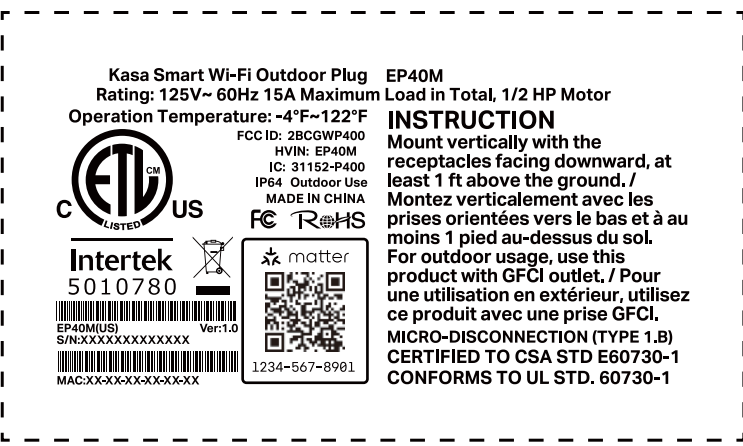 Kasa Smart Wi-Fi Outdoor Plug EP40M
Rating: 125V~ 60Hz 15A Maximum Load in Total, 1/2 HP Motor
Operation Temperature: -4°F~122°F
FCC ID: 2BCGWP400
HVIN: EP40M
IC: 31152-P400
IP64 Outdoor Use
MADE IN CHINA
FC RoHS
ETL CM
C US
LISTED
Intertek
5010780
EP40M(US) Ver:1.0
S/N:XXXXXXXXXXXXX
MAC:XX-XX-XX-XX-XX-XX
matter
1234-567-8901
INSTRUCTION
Mount vertically with the
receptacles facing downward, at
least 1 ft above the ground. /
Montez verticalement avec les
prises orientées vers le bas et à au
moins 1 pied au-dessus du sol.
For outdoor usage, use this
product with GFCI outlet. / Pour
une utilisation en extérieur, utilisez
ce produit avec une prise GFCI.
MICRO-DISCONNECTION (TYPE 1.B)
CERTIFIED TO CSA STD E60730-1
CONFORMS TO UL STD. 60730-1